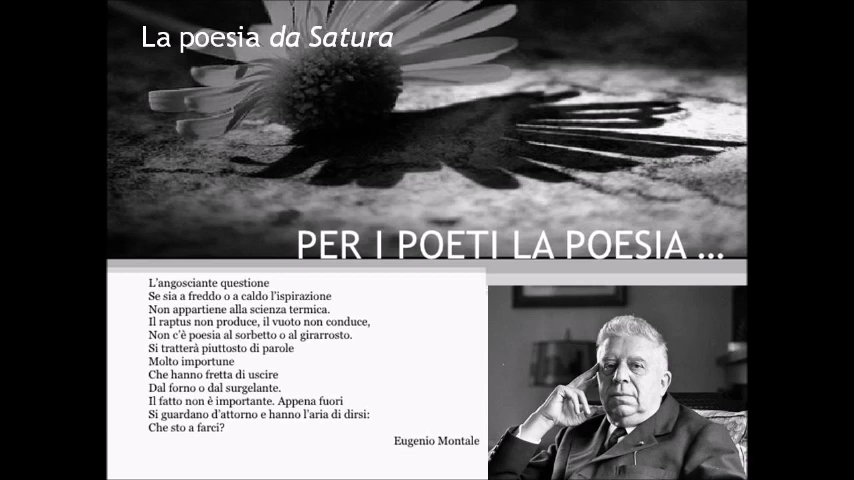 La poesia da Satura
PER I POETI LA POESIA ...
L'angosciante questione
Se sia a freddo o a caldo l'ispirazione
Non appartiene alla scienza termica.
Il raptus non produce, il vuoto non conduce,
Non c'è poesia al sorbetto o al girarrosto.
Si tratterà piuttosto di parole
Molto importune
Che hanno fretta di uscire
Dal forno o dal surgelante.
Il fatto non è importante. Appena fuori
Si guardano d'attorno e hanno l'aria di dirsi:
Che sto a farci?
Eugenio Montale